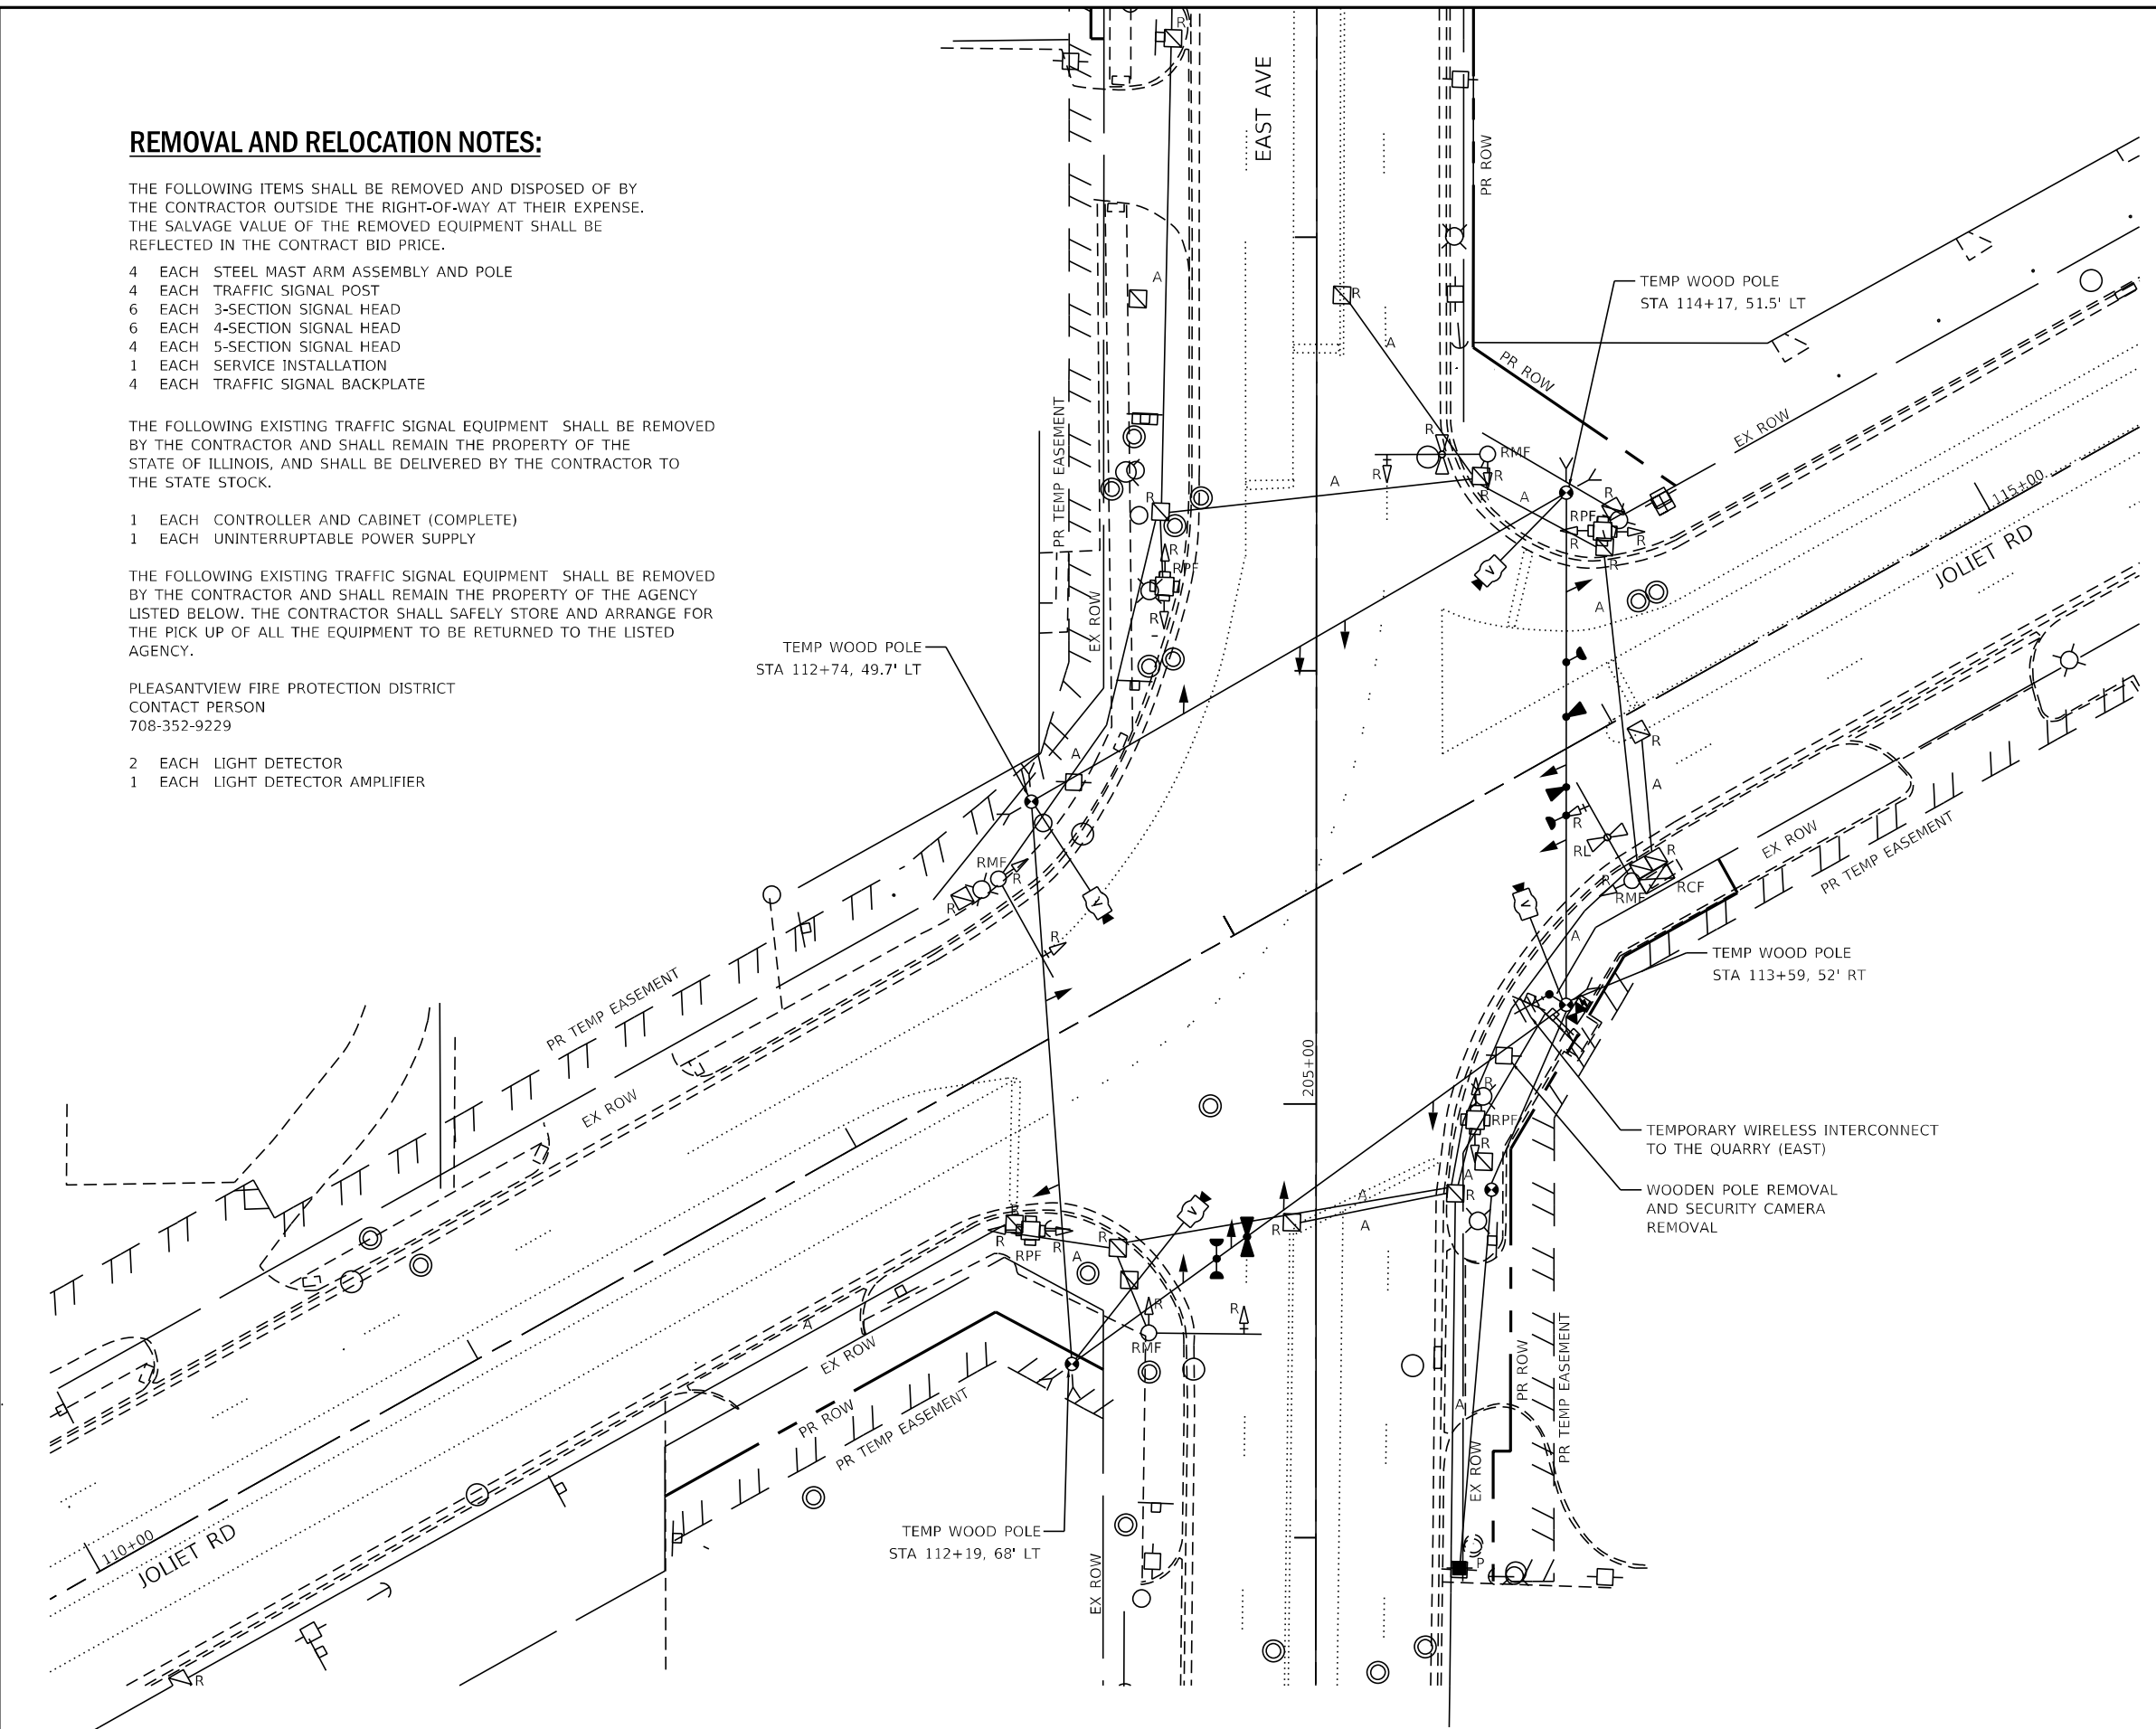 REMOVAL AND RELOCATION NOTES:
THE FOLLOWING ITEMS SHALL BE REMOVED AND DISPOSED OF BY
THE CONTRACTOR OUTSIDE THE RIGHT-OF-WAY AT THEIR EXPENSE.
THE SALVAGE VALUE OF THE REMOVED EQUIPMENT SHALL BE
REFLECTED IN THE CONTRACT BID PRICE.
4 EACH STEEL MAST ARM ASSEMBLY AND POLE
4 EACH TRAFFIC SIGNAL POST
6 EACH 3-SECTION SIGNAL HEAD
6 EACH 4-SECTION SIGNAL HEAD
4 EACH 5-SECTION SIGNAL HEAD
1 EACH SERVICE INSTALLATION
4 EACH TRAFFIC SIGNAL BACKPLATE
THE FOLLOWING EXISTING TRAFFIC SIGNAL EQUIPMENT SHALL BE REMOVED
BY THE CONTRACTOR AND SHALL REMAIN THE PROPERTY OF THE
STATE OF ILLINOIS, AND SHALL BE DELIVERED BY THE CONTRACTOR TO
THE STATE STOCK.
1 EACH CONTROLLER AND CABINET (COMPLETE)
1 EACH UNINTERRUPTABLE POWER SUPPLY
THE FOLLOWING EXISTING TRAFFIC SIGNAL EQUIPMENT SHALL BE REMOVED
BY THE CONTRACTOR AND SHALL REMAIN THE PROPERTY OF THE AGENCY
LISTED BELOW. THE CONTRACTOR SHALL SAFELY STORE AND ARRANGE FOR
THE PICK UP OF ALL THE EQUIPMENT TO BE RETURNED TO THE LISTED
AGENCY.
PLEASANTVIEW FIRE PROTECTION DISTRICT
CONTACT PERSON
708-352-9229
2 EACH LIGHT DETECTOR
1 EACH LIGHT DETECTOR AMPLIFIER
EAST AVE
PR ROW
TEMP WOOD POLE
STA 114+17, 51.5' LT
PR ROW
EX ROW
115+00
JOLIET RD
PR TEMP EASEMENT
EX ROW
RMF
RPF
RPF
TEMP WOOD POLE
STA 112+74, 49.7' LT
RMF
RL
RMF
RCF
EX ROW
PR TEMP EASEMENT
TEMP WOOD POLE
STA 113+59, 52' RT
PR TEMP EASEMENT
EX ROW
205+00
RPF
TEMPORARY WIRELESS INTERCONNECT
TO THE QUARRY (EAST)
WOODEN POLE REMOVAL
AND SECURITY CAMERA
REMOVAL
RPF
RMF
EX ROW
PR ROW
PR TEMP EASEMENT
PR ROW
PR TEMP EASEMENT
EX ROW
TEMP WOOD POLE
STA 112+19, 68' LT
EX ROW
P
110+00
JOLIET RD
R